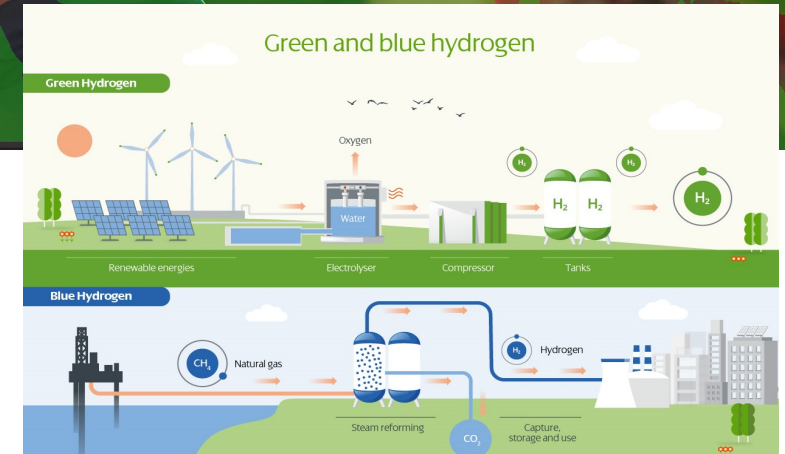 Green and blue hydrogen
Green Hydrogen
Oxygen
H₂
H₂
Water
H₂
H₂
H₂
Renewable energies
Electrolyser
Compressor
Tanks
Blue Hydrogen
CH₄
Natural gas
H₂
Hydrogen
Steam reforming
CO₂
Capture,
storage and use